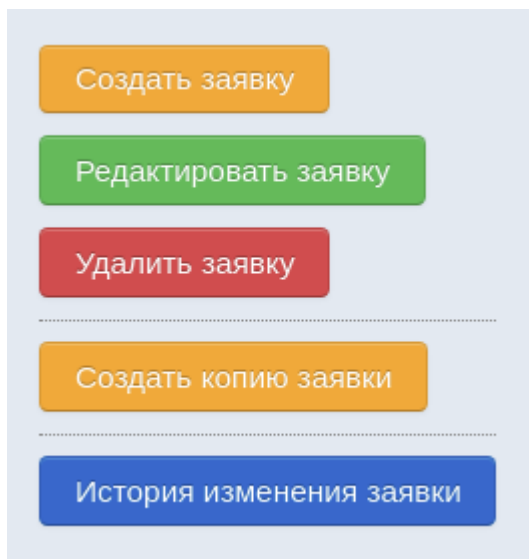 Создать заявку
Редактировать заявку
Удалить заявку
Создать копию заявки
История изменения заявки